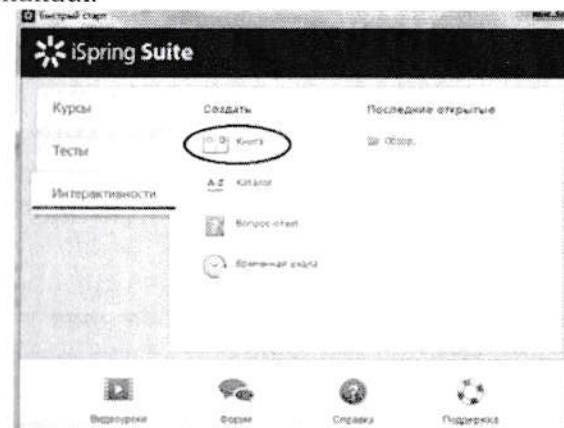 Быстрый старт
iSpring Suite
Курсы
Тесты
Интерактивности
Создать
Книга
Каталог
Вопрос-ответ
Временная шкала
Последние открытые
Обзор.
Видеоуроки
Форум
Справка
Поддержка